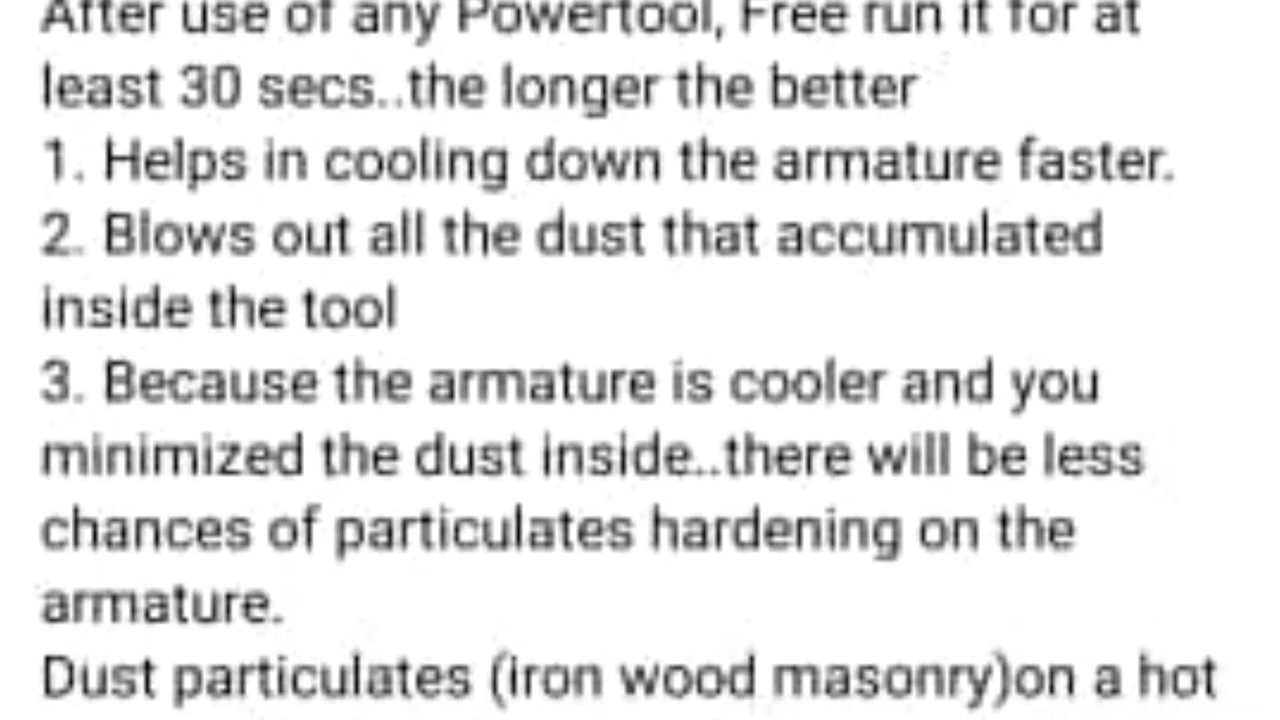 After use of any Powertool, Free run it for at
least 30 secs..the longer the better
1. Helps in cooling down the armature faster.
2. Blows out all the dust that accumulated
inside the tool
3. Because the armature is cooler and you
minimized the dust inside..there will be less
chances of particulates hardening on the
armature.
Dust particulates (iron wood masonry)on a hot